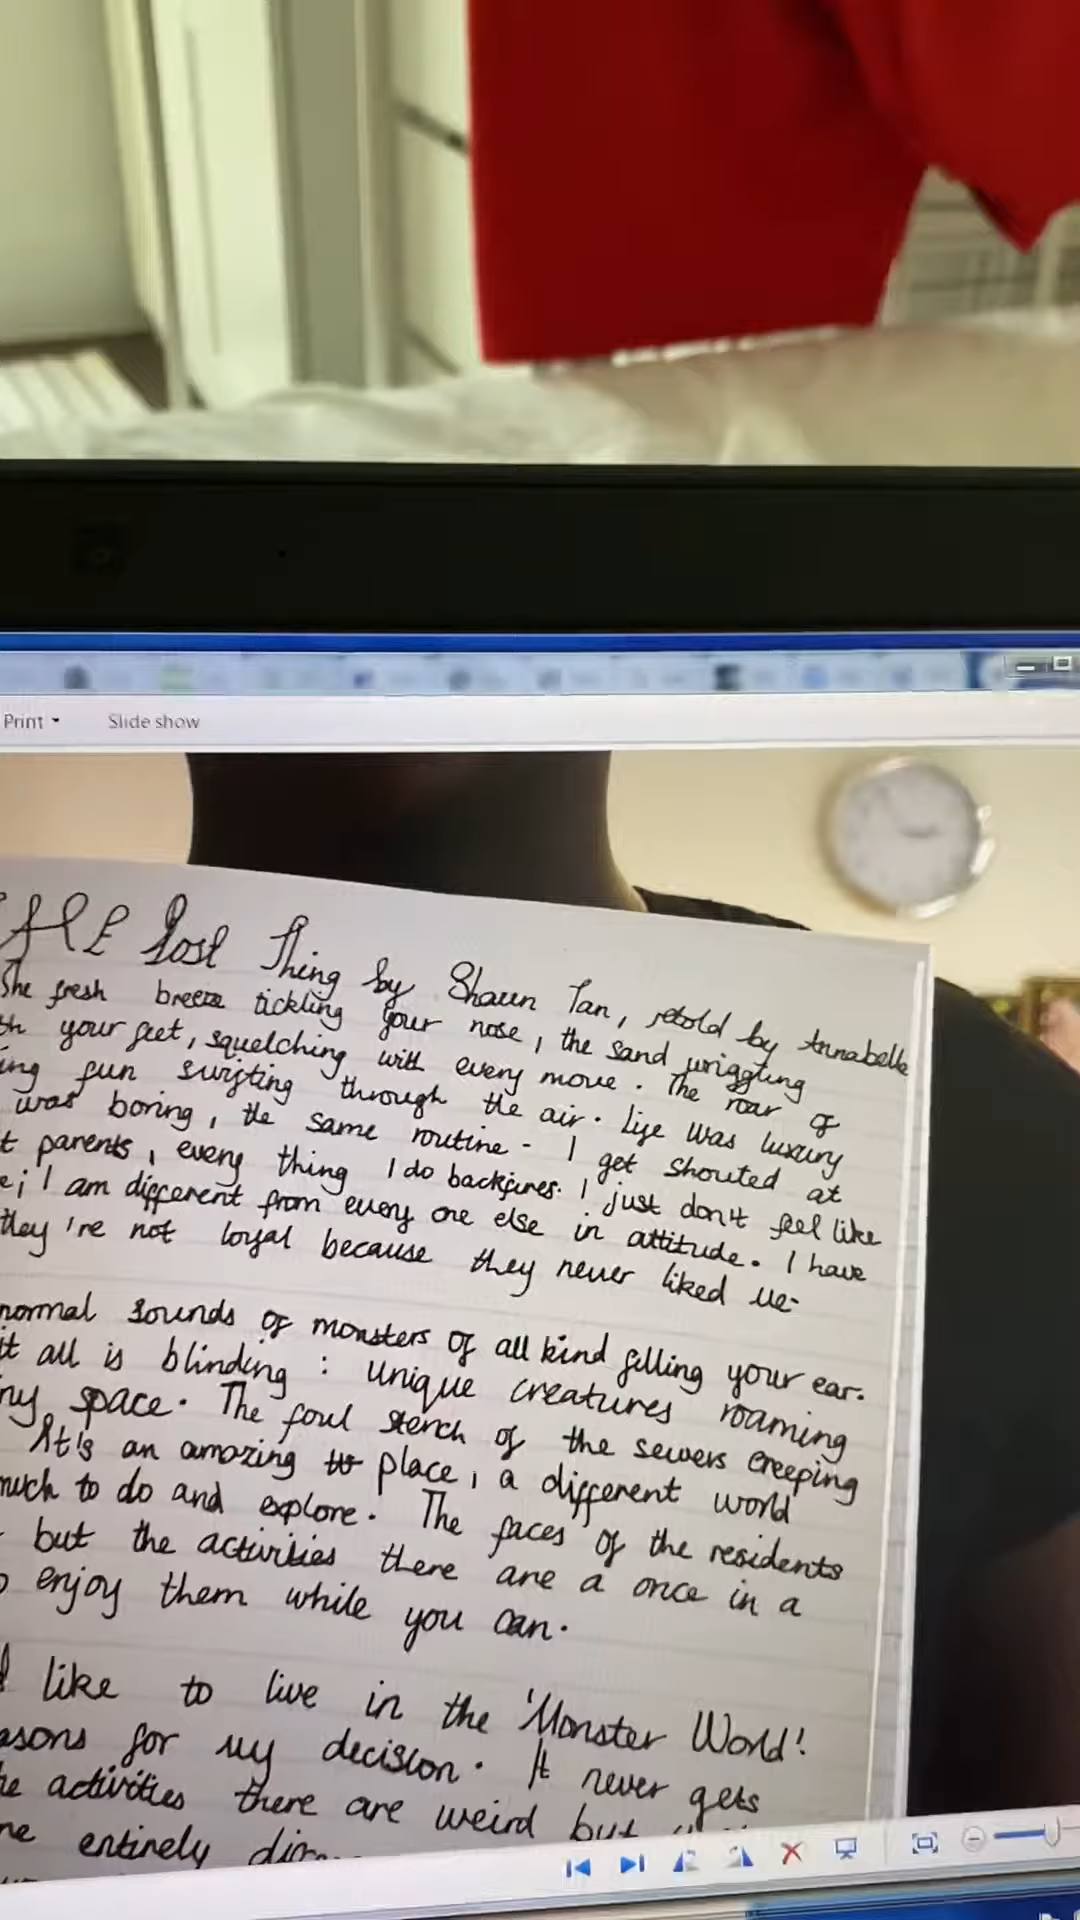 Print
Slide show
THE Lost Thing by Shaun Tan, retold by Annabelle
The fresh breeze tickling your nose, the sand wriggling
your feet, squelching with every move. The roar of
fun swifting through the air. Life was luxury
was boring, the same routine - I get shouted at
parents, every thing I do backfires. I just don't feel like
I am different from every one else in attitude. I have
they're not loyal because they never liked me-
normal sounds of monsters of all kind filling your ear.
it all is blinding : unique creatures roaming
space. The foul stench of the sewers creeping
It's an amazing place, a different world
much to do and explore. The faces of the residents
but the activities there are a once in a
enjoy them while you can.
like to live in the 'Monster World!
for my decision. It never gets
activities there are weird but
entirely